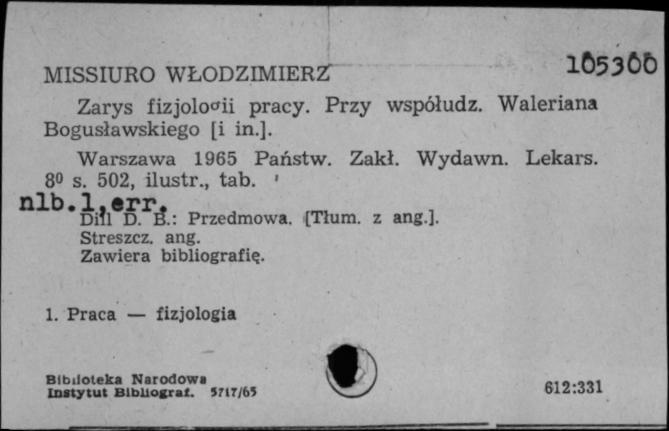 MISSIURO WŁODZIMIERZ
105300
Zarys fizjologii pracy. Przy współudz. Waleriana
Bogusławskiego [i in.].
Warszawa 1965 Państw. Zakł. Wydawn. Lekars.
8⁰ s. 502, ilustr., tab.
nlb.1,err.
Dill D. B.: Przedmowa. [Tłum. z ang.].
Streszcz. ang.
Zawiera bibliografię.
1. Praca — fizjologia
Biblioteka Narodowa
Instytut Bibliograf. 5717/65
612:331